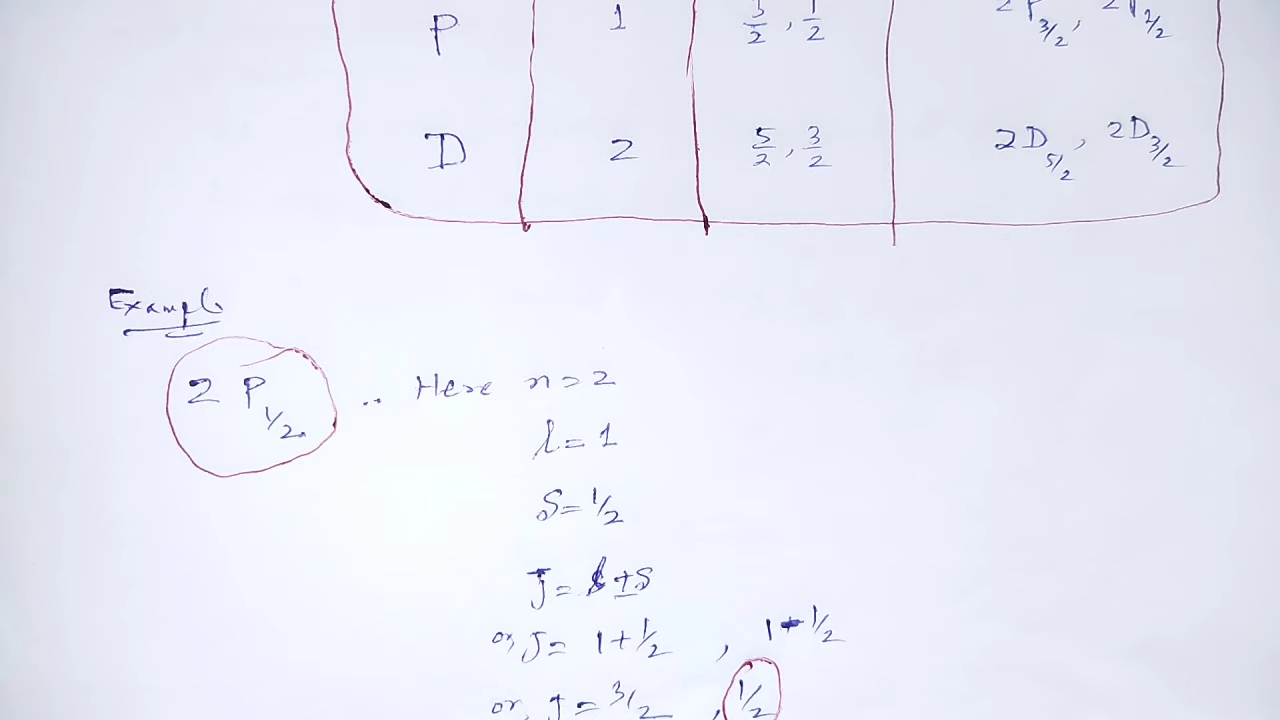 P 1 3/2, 1/2 2P3/2, 2P1/2
D 2 5/2, 3/2 2D5/2, 2D3/2
Example
2 P1/2 .. Here n = 2
l = 1
S = 1/2
J = l ± S
or, J = 1 + 1/2 , 1 - 1/2
or, J = 3/2 , 1/2